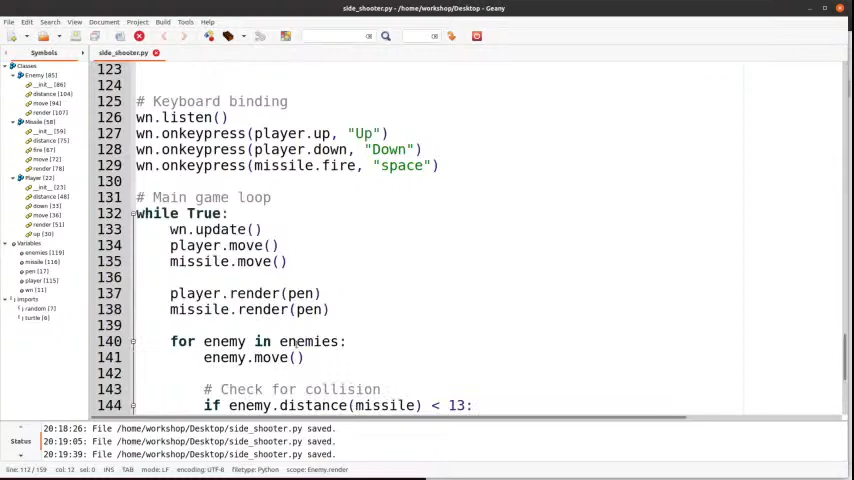 side_shooter.py - /home/workshop/Desktop - Geany
File Edit Search View Document Project Build Tools Help
Symbols
side_shooter.py
Classes
Enemy [85]
__init__ [86]
distance [104]
move [94]
render [107]
Missile [58]
__init__ [59]
distance [75]
fire [67]
move [72]
render [78]
Player [22]
__init__ [23]
distance [48]
down [33]
move [36]
render [51]
up [30]
Variables
enemies [119]
missile [116]
pen [17]
player [115]
wn [11]
Imports
random [7]
turtle [6]
123
124
125 # Keyboard binding
126 wn.listen()
127 wn.onkeypress(player.up, "Up")
128 wn.onkeypress(player.down, "Down")
129 wn.onkeypress(missile.fire, "space")
130
131 # Main game loop
132 while True:
133 wn.update()
134 player.move()
135 missile.move()
136
137 player.render(pen)
138 missile.render(pen)
139
140 for enemy in enemies:
141 enemy.move()
142
143 # Check for collision
144 if enemy.distance(missile) < 13:
Status
20:18:26: File /home/workshop/Desktop/side_shooter.py saved.
20:19:05: File /home/workshop/Desktop/side_shooter.py saved.
20:19:39: File /home/workshop/Desktop/side_shooter.py saved.
line: 112 / 159 col: 12 sel: 0 INS TAB mode: LF encoding: UTF-8 filetype: Python scope: Enemy.render